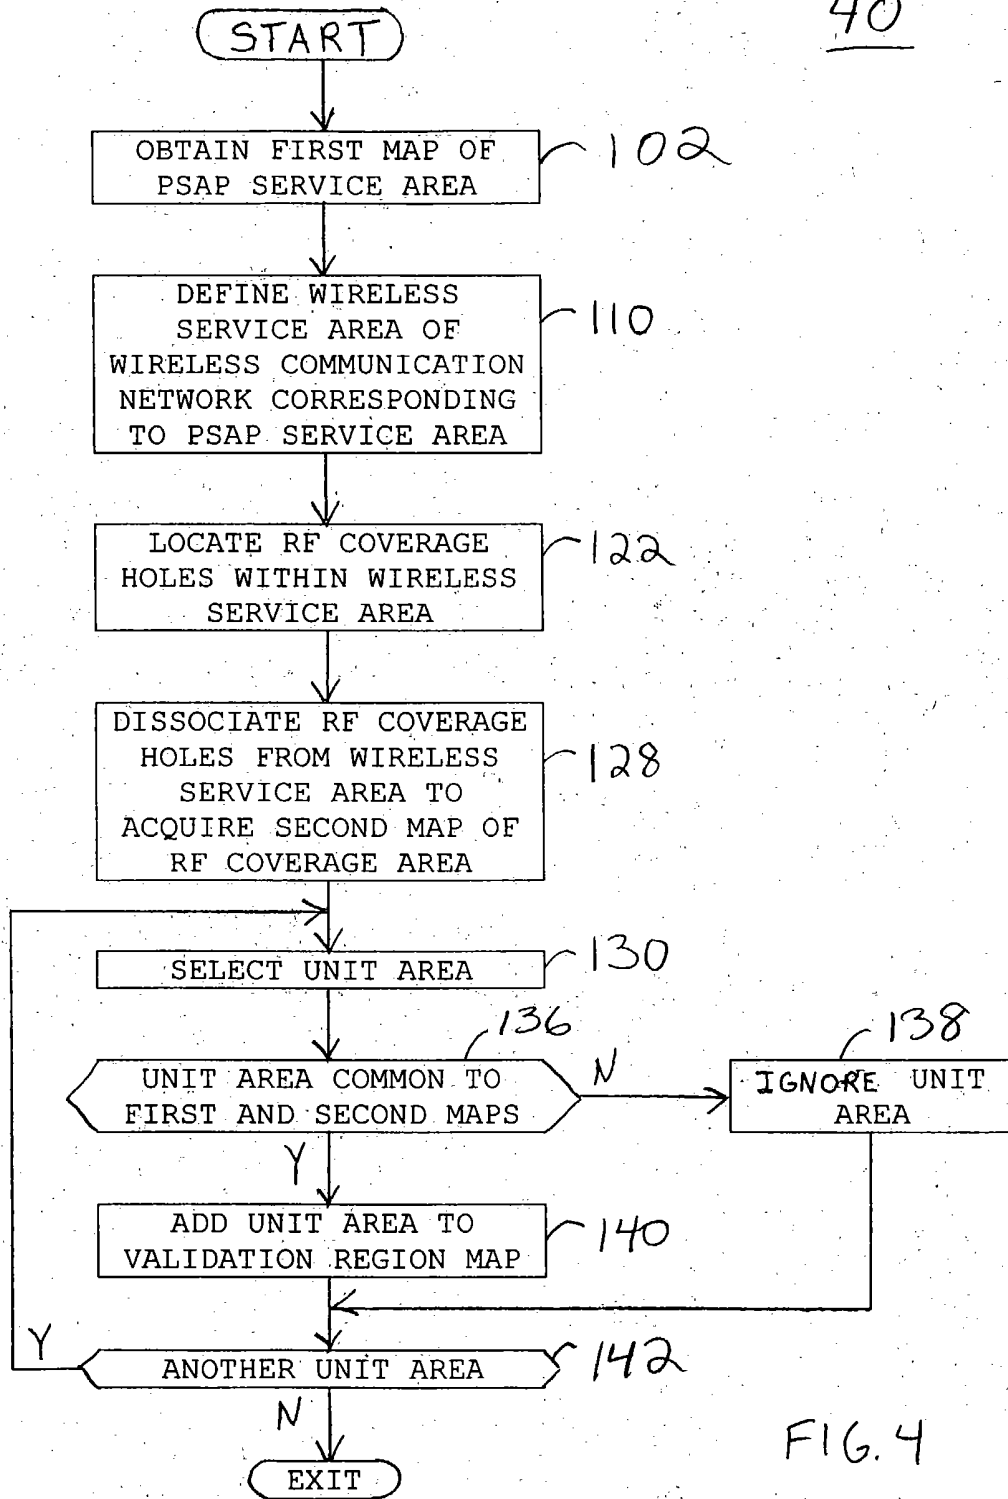 40
START
OBTAIN FIRST MAP OF
PSAP SERVICE AREA
102
DEFINE WIRELESS
SERVICE AREA OF
WIRELESS COMMUNICATION
NETWORK CORRESPONDING
TO PSAP SERVICE AREA
110
LOCATE RF COVERAGE
HOLES WITHIN WIRELESS
SERVICE AREA
122
DISSOCIATE RF COVERAGE
HOLES FROM WIRELESS
SERVICE AREA TO
ACQUIRE SECOND MAP OF
RF COVERAGE AREA
128
SELECT UNIT AREA
130
136
UNIT AREA COMMON TO
FIRST AND SECOND MAPS
N
138
IGNORE UNIT
AREA
Y
ADD UNIT AREA TO
VALIDATION REGION MAP
140
Y
ANOTHER UNIT AREA
142
N
EXIT
FIG. 4